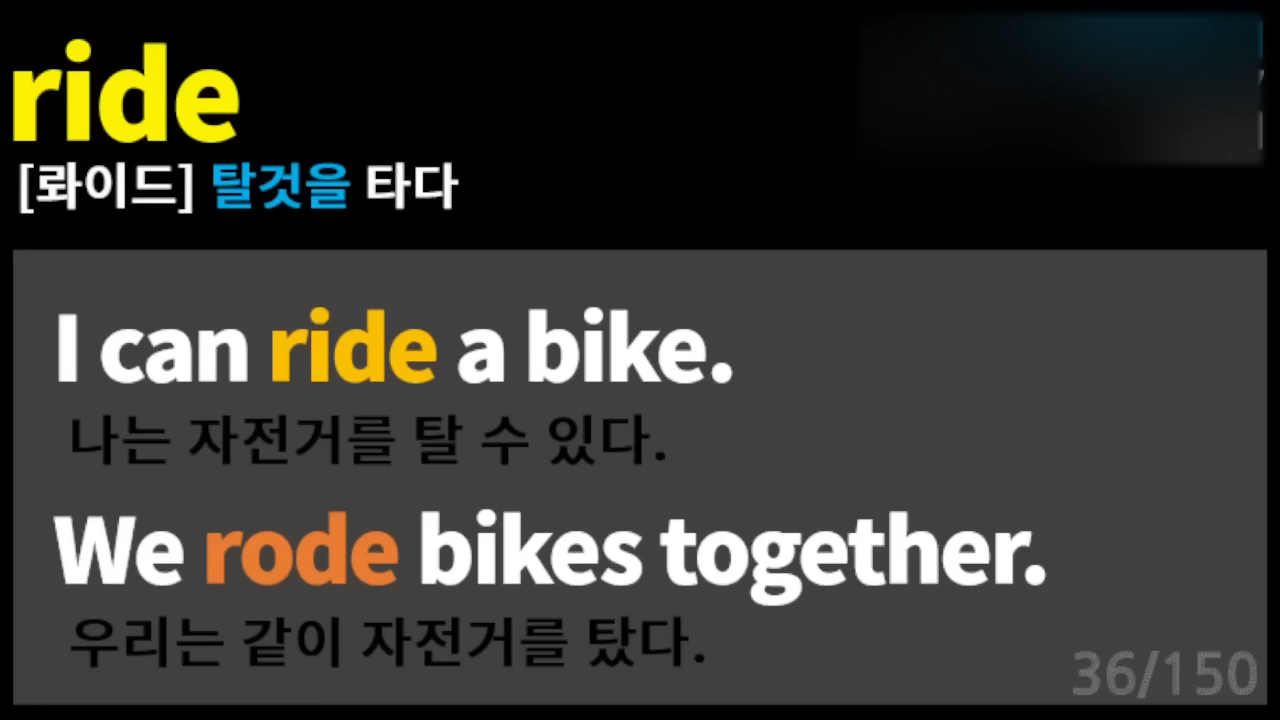 ride
[롸이드] 탈것을 타다
I can ride a bike.
나는 자전거를 탈 수 있다.
We rode bikes together.
우리는 같이 자전거를 탔다.
36/150